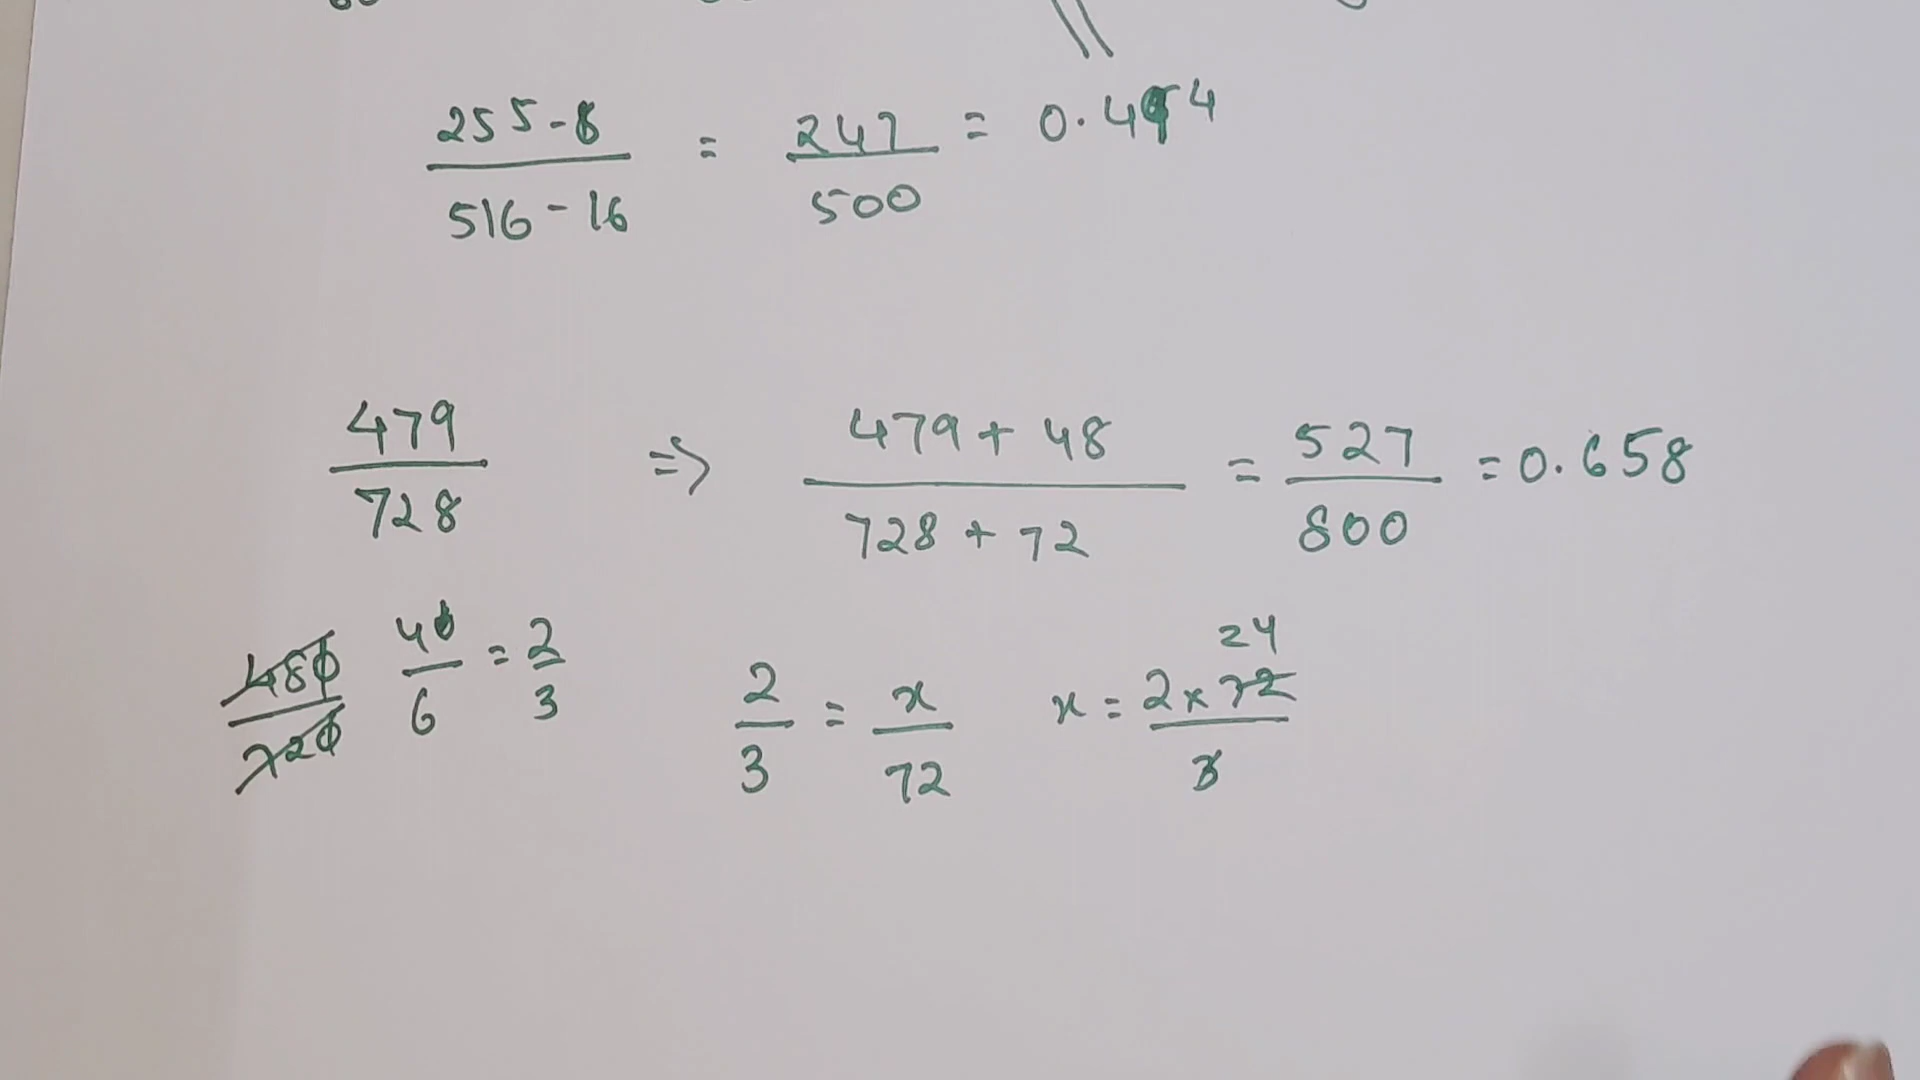 255-8 / 516-16 = 247 / 500 = 0.494
479 / 728 => 479 + 48 / 728 + 72 = 527 / 800 = 0.658
480 / 720 4 / 6 = 2 / 3
2 / 3 = x / 72 x = 2 x 72 / 3 24